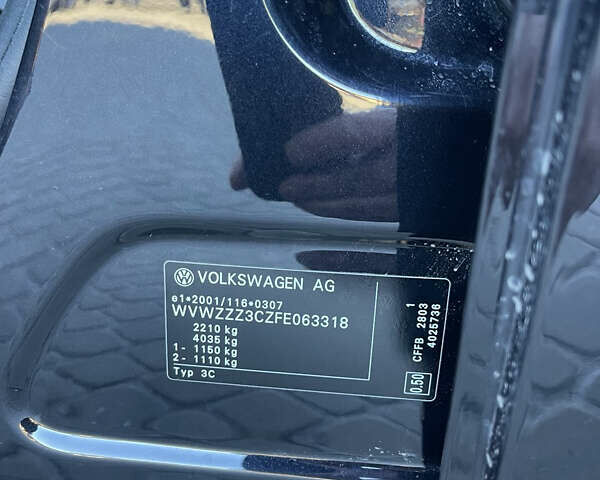 VOLKSWAGEN AG
e1*2001/116*0307
WVWZZZ3CZFE063318
2210 kg
4035 kg
1 - 1150 kg
2 - 1110 kg
Typ 3C
1
CFFB 2803
4025736
0.50